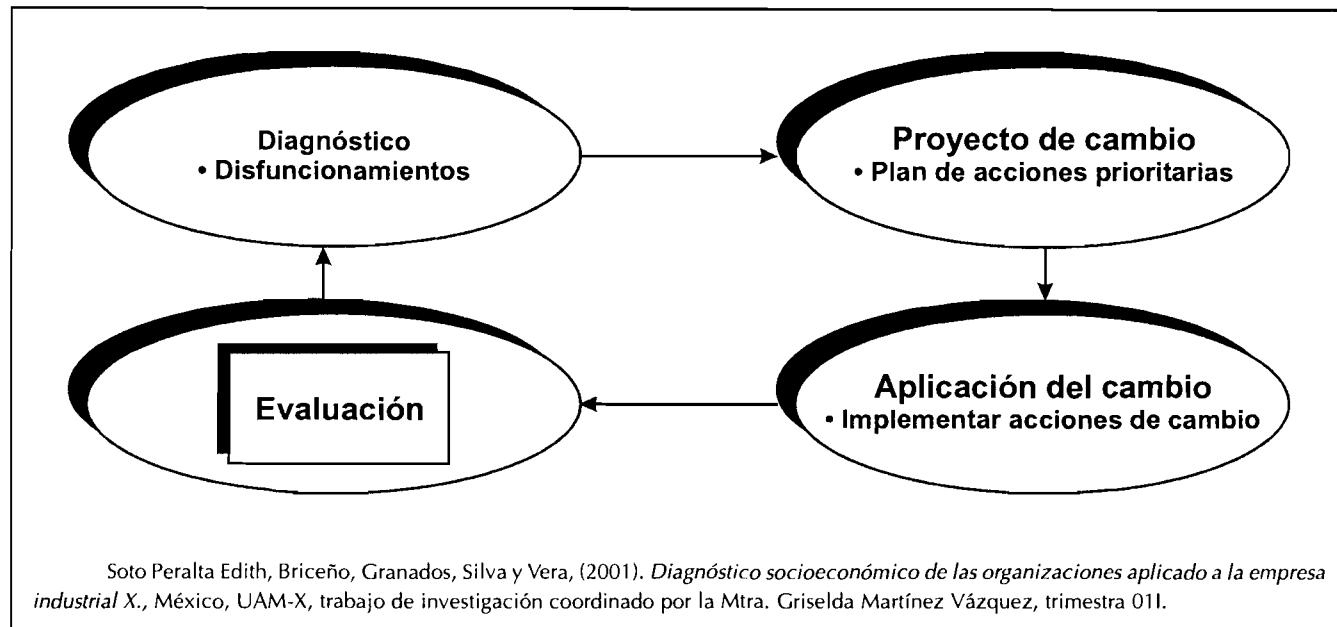 Diagnóstico
• Disfuncionamientos
Proyecto de cambio
• Plan de acciones prioritarias
Evaluación
Aplicación del cambio
• Implementar acciones de cambio
Soto Peralta Edith, Briceño, Granados, Silva y Vera, (2001). Diagnóstico socioeconómico de las organizaciones aplicado a la empresa
industrial X., México, UAM-X, trabajo de investigación coordinado por la Mtra. Griselda Martínez Vázquez, trimestra 01I.